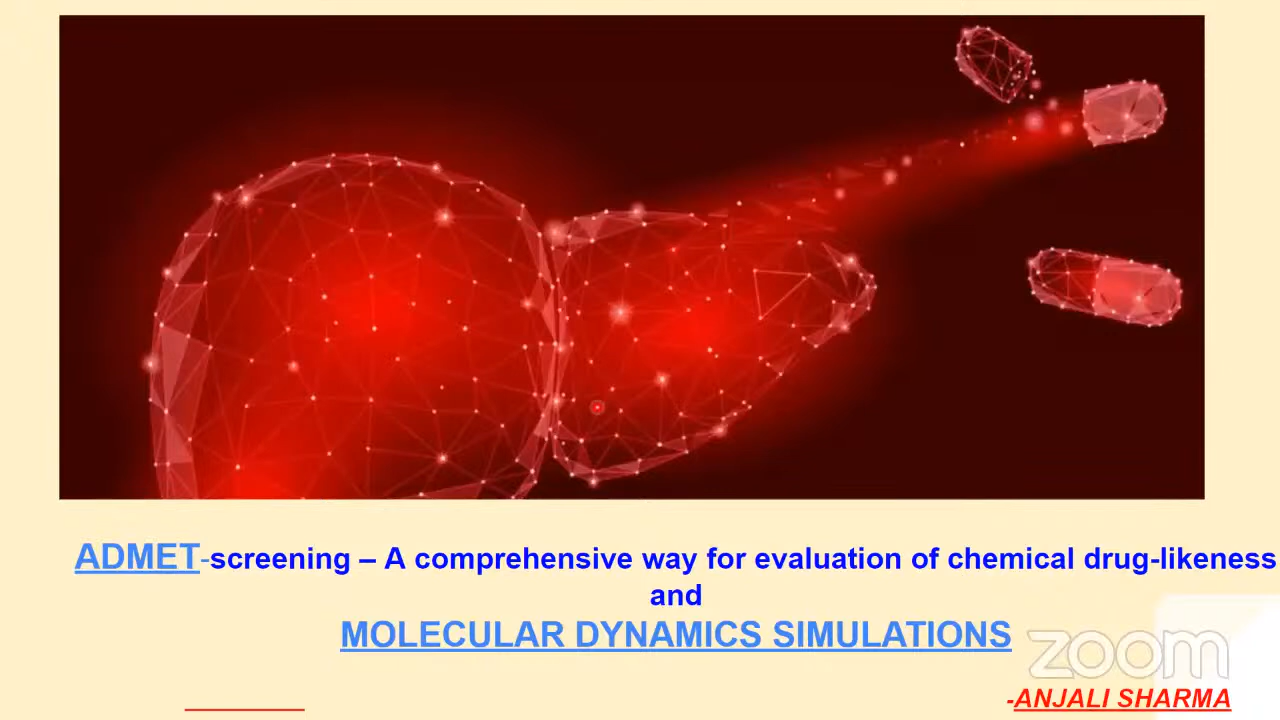 ADMET-screening – A comprehensive way for evaluation of chemical drug-likeness
and
MOLECULAR DYNAMICS SIMULATIONS
zoom
-ANJALI SHARMA